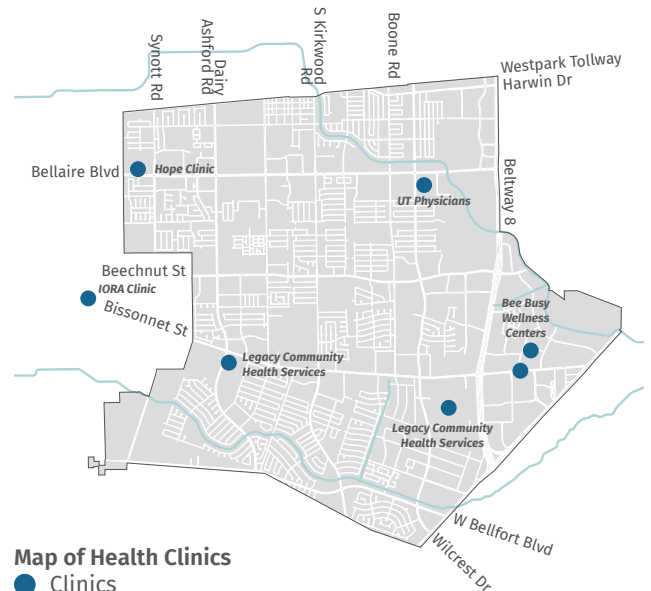 Synott Rd
Dairy
Ashford Rd
S Kirkwood
Rd
Boone Rd
Westpark Tollway
Harwin Dr
Bellaire Blvd
Hope Clinic
UT Physicians
Beltway 8
Beechnut St
IORA Clinic
Bissonnet St
Bee Busy
Wellness
Centers
Legacy Community
Health Services
Legacy Community
Health Services
W Bellfort Blvd
Wilcrest Dr
Map of Health Clinics
Clinics